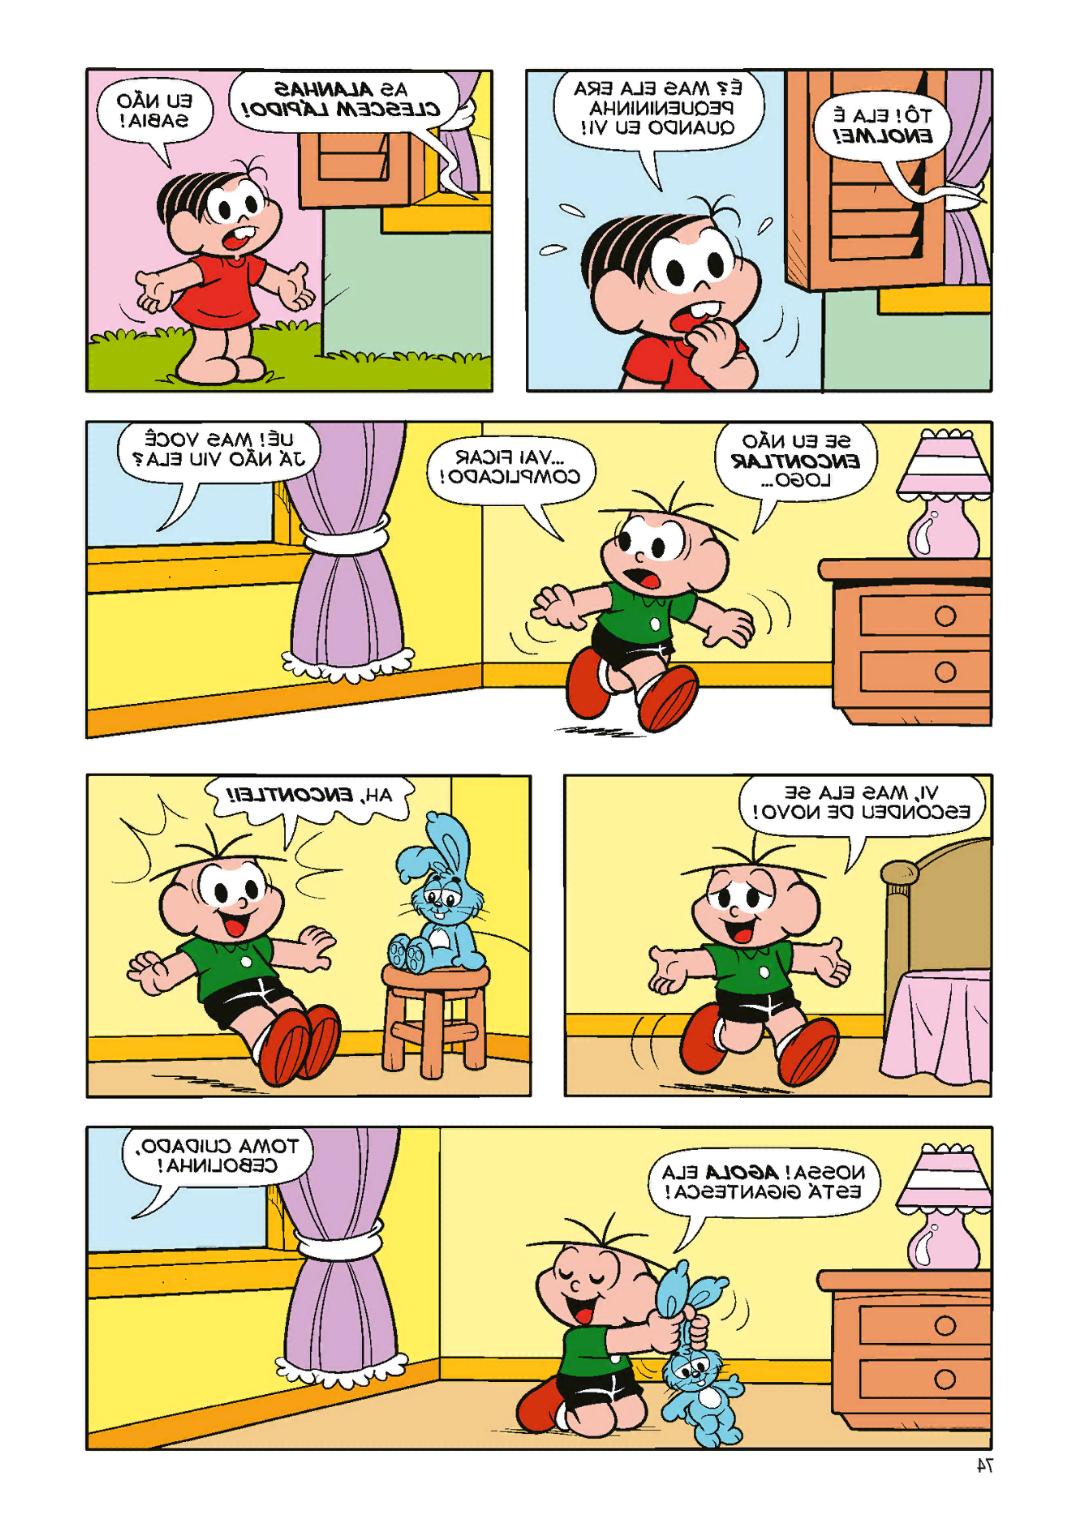 TÔ! ELA É
ENOLME!
É? MAS ELA ERA
PEQUENININHA
QUANDO EU VI!
AS ALANHAS
CLESCEM LÁPIDO!
EU NÃO
SABIA!
SE EU NÃO
ENCONTLAR
LOGO...
...VAI FICAR
COMPLICADO!
UÉ! MAS VOCÊ
JÁ NÃO VIU ELA?
VI, MAS ELA SE
ESCONDEU DE NOVO!
AH, ENCONTLEI!
NOSSA! AGOLA ELA
ESTÁ GIGANTESCA!
TOMA CUIDADO,
CEBOLINHA!
74